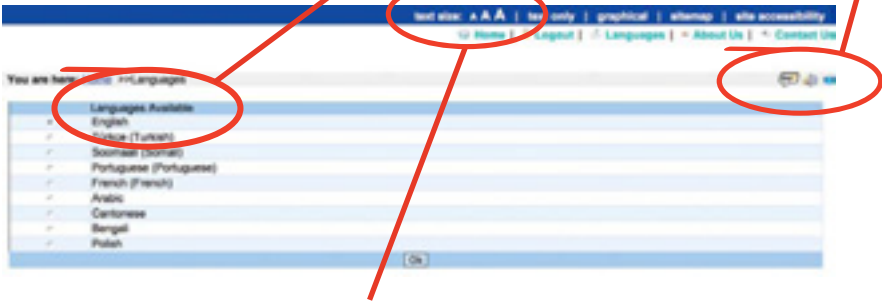 text size: A A A | text only | graphical | sitemap | site accessibility
Home | Logout | Languages | About Us | Contact Us
You are here: Home >>Languages
Languages Available
English
Türkçe (Turkish)
Soomaali (Somali)
Portuguese (Portuguese)
French (French)
Arabic
Cantonese
Bengali
Polish
Ok